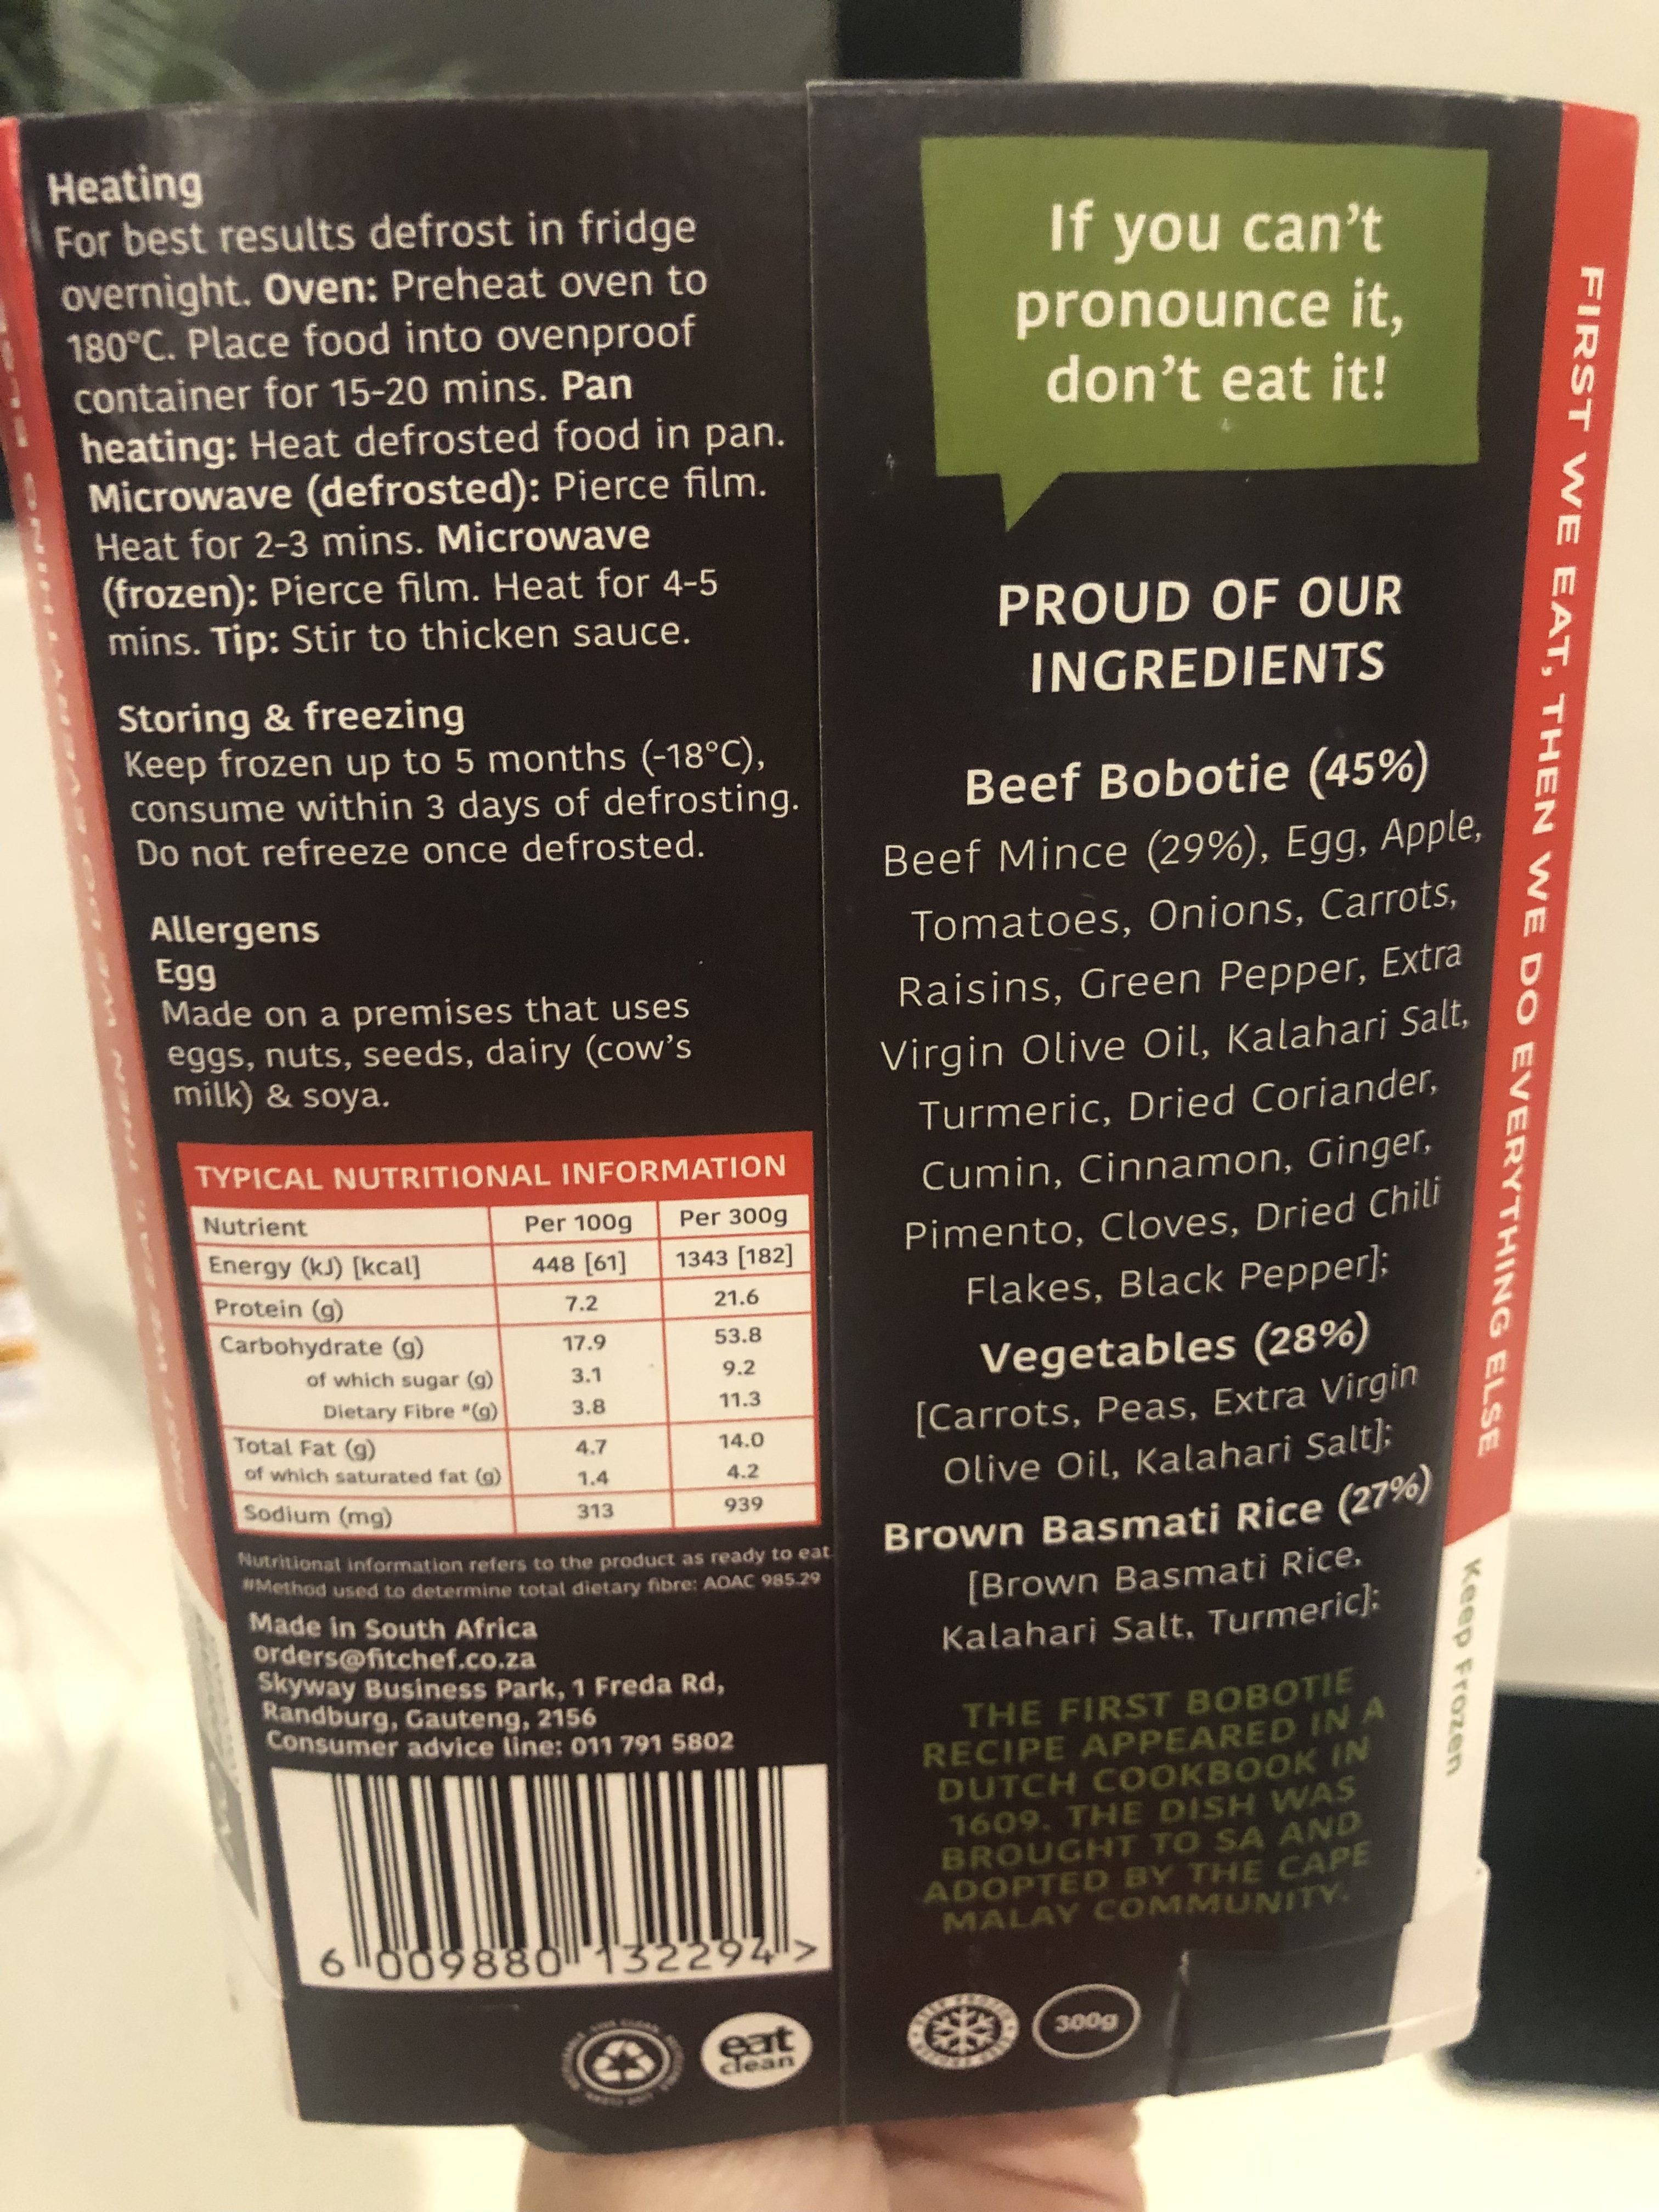 Heating
For best results defrost in fridge
overnight. Oven: Preheat oven to
180°C. Place food into ovenproof
container for 15-20 mins. Pan
heating: Heat defrosted food in pan.
Microwave (defrosted): Pierce film.
Heat for 2-3 mins. Microwave
(frozen): Pierce film. Heat for 4-5
mins. Tip: Stir to thicken sauce.
Storing & freezing
Keep frozen up to 5 months (-18°C),
consume within 3 days of defrosting.
Do not refreeze once defrosted.
Allergens
Egg
Made on a premises that uses
eggs, nuts, seeds, dairy (cow's
milk) & soya.
TYPICAL NUTRITIONAL INFORMATION
Nutrient Per 100g Per 300g
Energy (kJ) [kcal] 448 [61] 1343 [182]
Protein (g) 7.2 21.6
Carbohydrate (g) 17.9 53.8
of which sugar (g) 3.1 9.2
Dietary Fibre #(g) 3.8 11.3
Total Fat (g) 4.7 14.0
of which saturated fat (g) 1.4 4.2
Sodium (mg) 313 939
Nutritional information refers to the product as ready to eat
#Method used to determine total dietary fibre: AOAC 985.29
Made in South Africa
orders@fitchef.co.za
Skyway Business Park, 1 Freda Rd,
Randburg, Gauteng, 2156
Consumer advice line: 011 791 5802
6 009880 132294 >
eat
clean
If you can't
pronounce it,
don't eat it!
PROUD OF OUR
INGREDIENTS
Beef Bobotie (45%)
Beef Mince (29%), Egg, Apple,
Tomatoes, Onions, Carrots,
Raisins, Green Pepper, Extra
Virgin Olive Oil, Kalahari Salt,
Turmeric, Dried Coriander,
Cumin, Cinnamon, Ginger,
Pimento, Cloves, Dried Chili
Flakes, Black Pepper];
Vegetables (28%)
[Carrots, Peas, Extra Virgin
Olive Oil, Kalahari Salt];
Brown Basmati Rice (27%)
[Brown Basmati Rice,
Kalahari Salt, Turmeric];
THE FIRST BOBOTIE
RECIPE APPEARED IN A
DUTCH COOKBOOK IN
1609. THE DISH WAS
BROUGHT TO SA AND
ADOPTED BY THE CAPE
MALAY COMMUNITY.
300g
FIRST WE EAT, THEN WE DO EVERYTHING ELSE
Keep Frozen